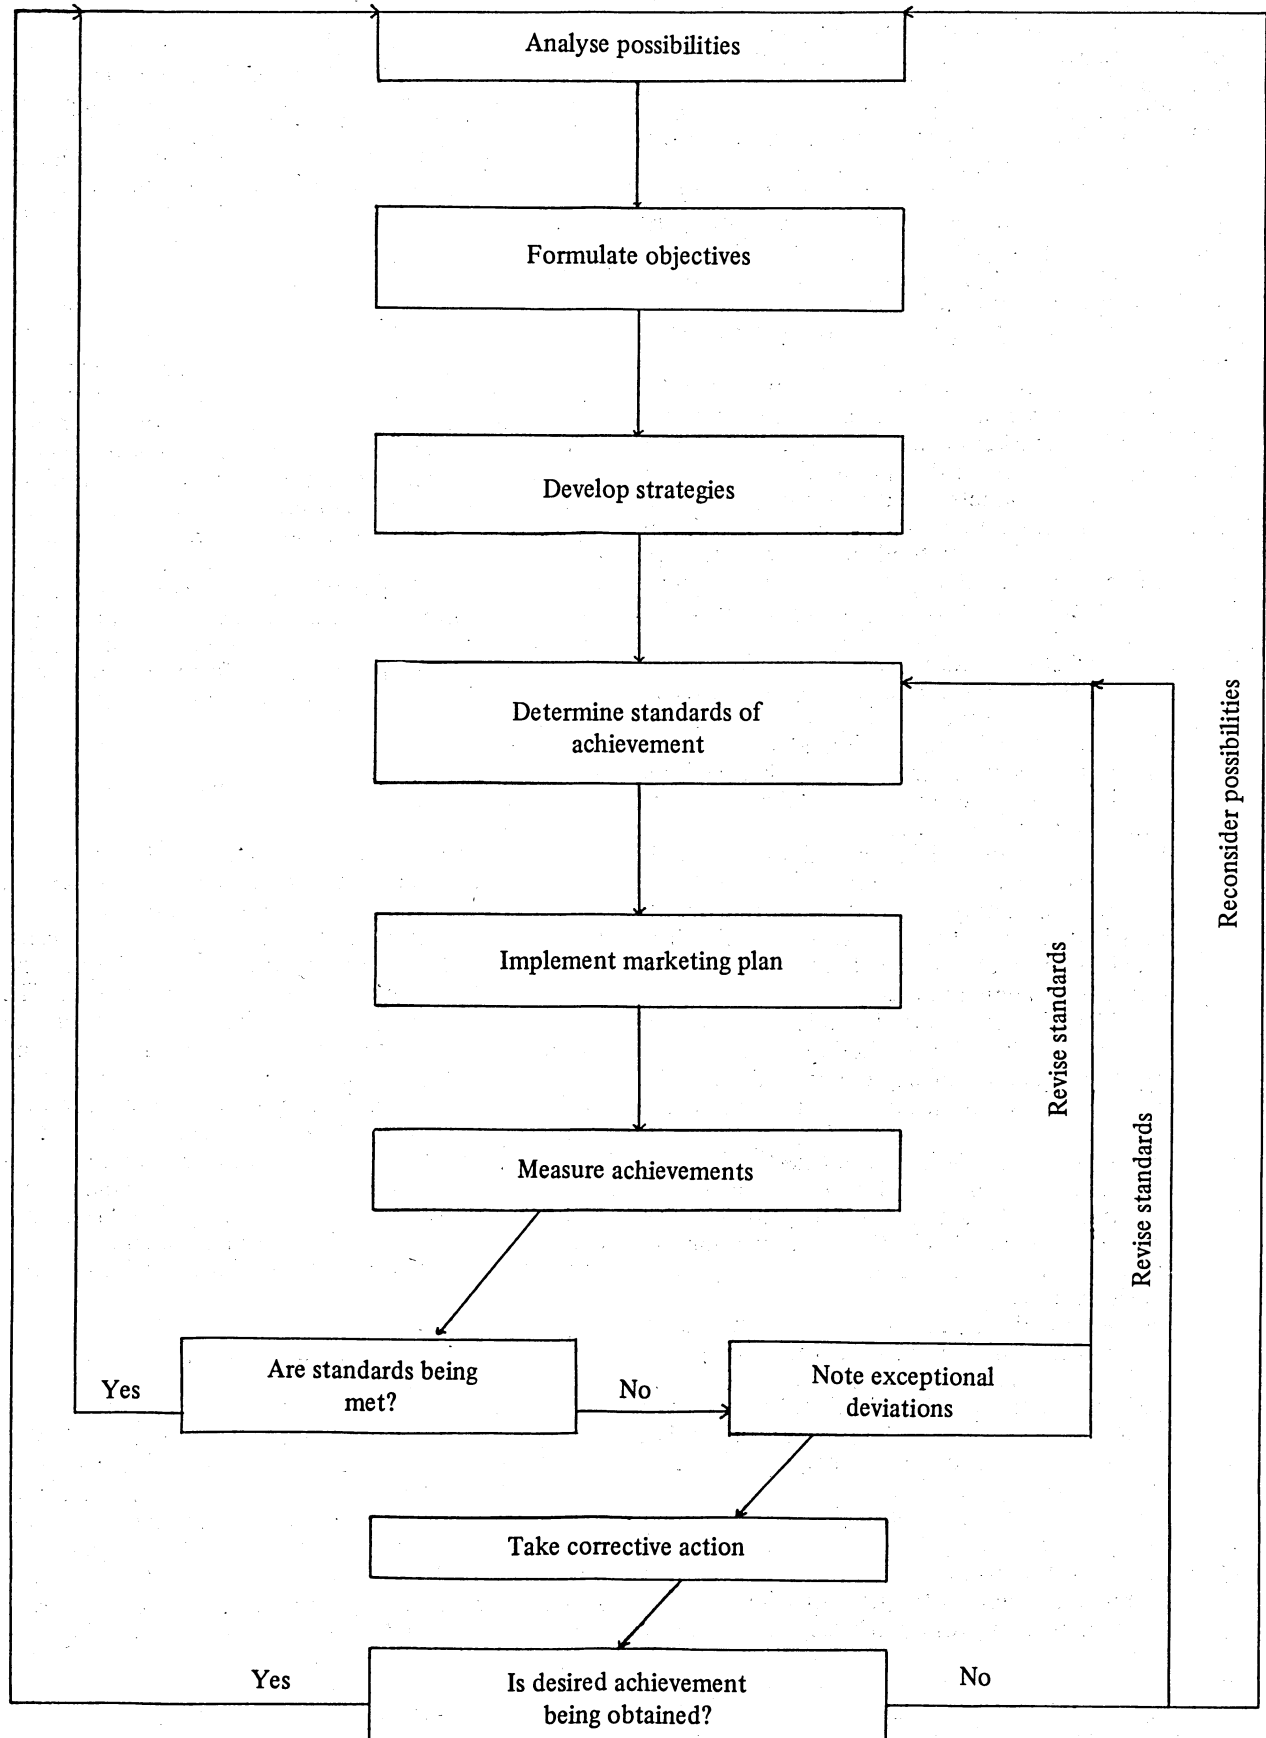 Analyse possibilities
Formulate objectives
Develop strategies
Determine standards of
achievement
Reconsider possibilities
Implement marketing plan
Revise standards
Measure achievements
Revise standards
Are standards being
met?
Yes
No
Note exceptional
deviations
Take corrective action
Yes
Is desired achievement
being obtained?
No